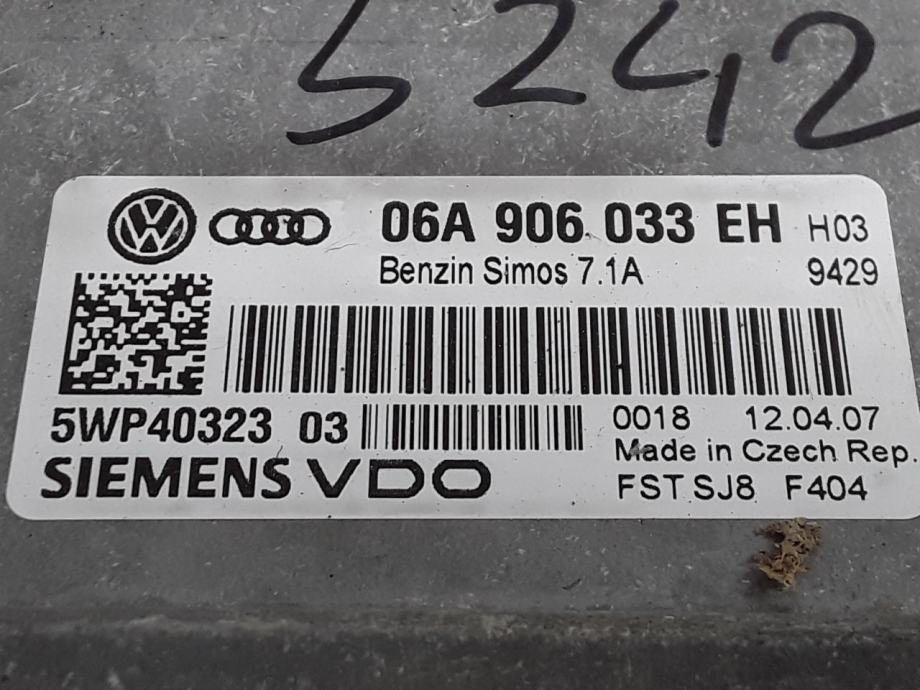 5242
06A 906 033 EH H03
Benzin Simos 7.1A 9429
5WP40323 03 0018 12.04.07
Made in Czech Rep.
SIEMENS VDO FST SJ8 F404